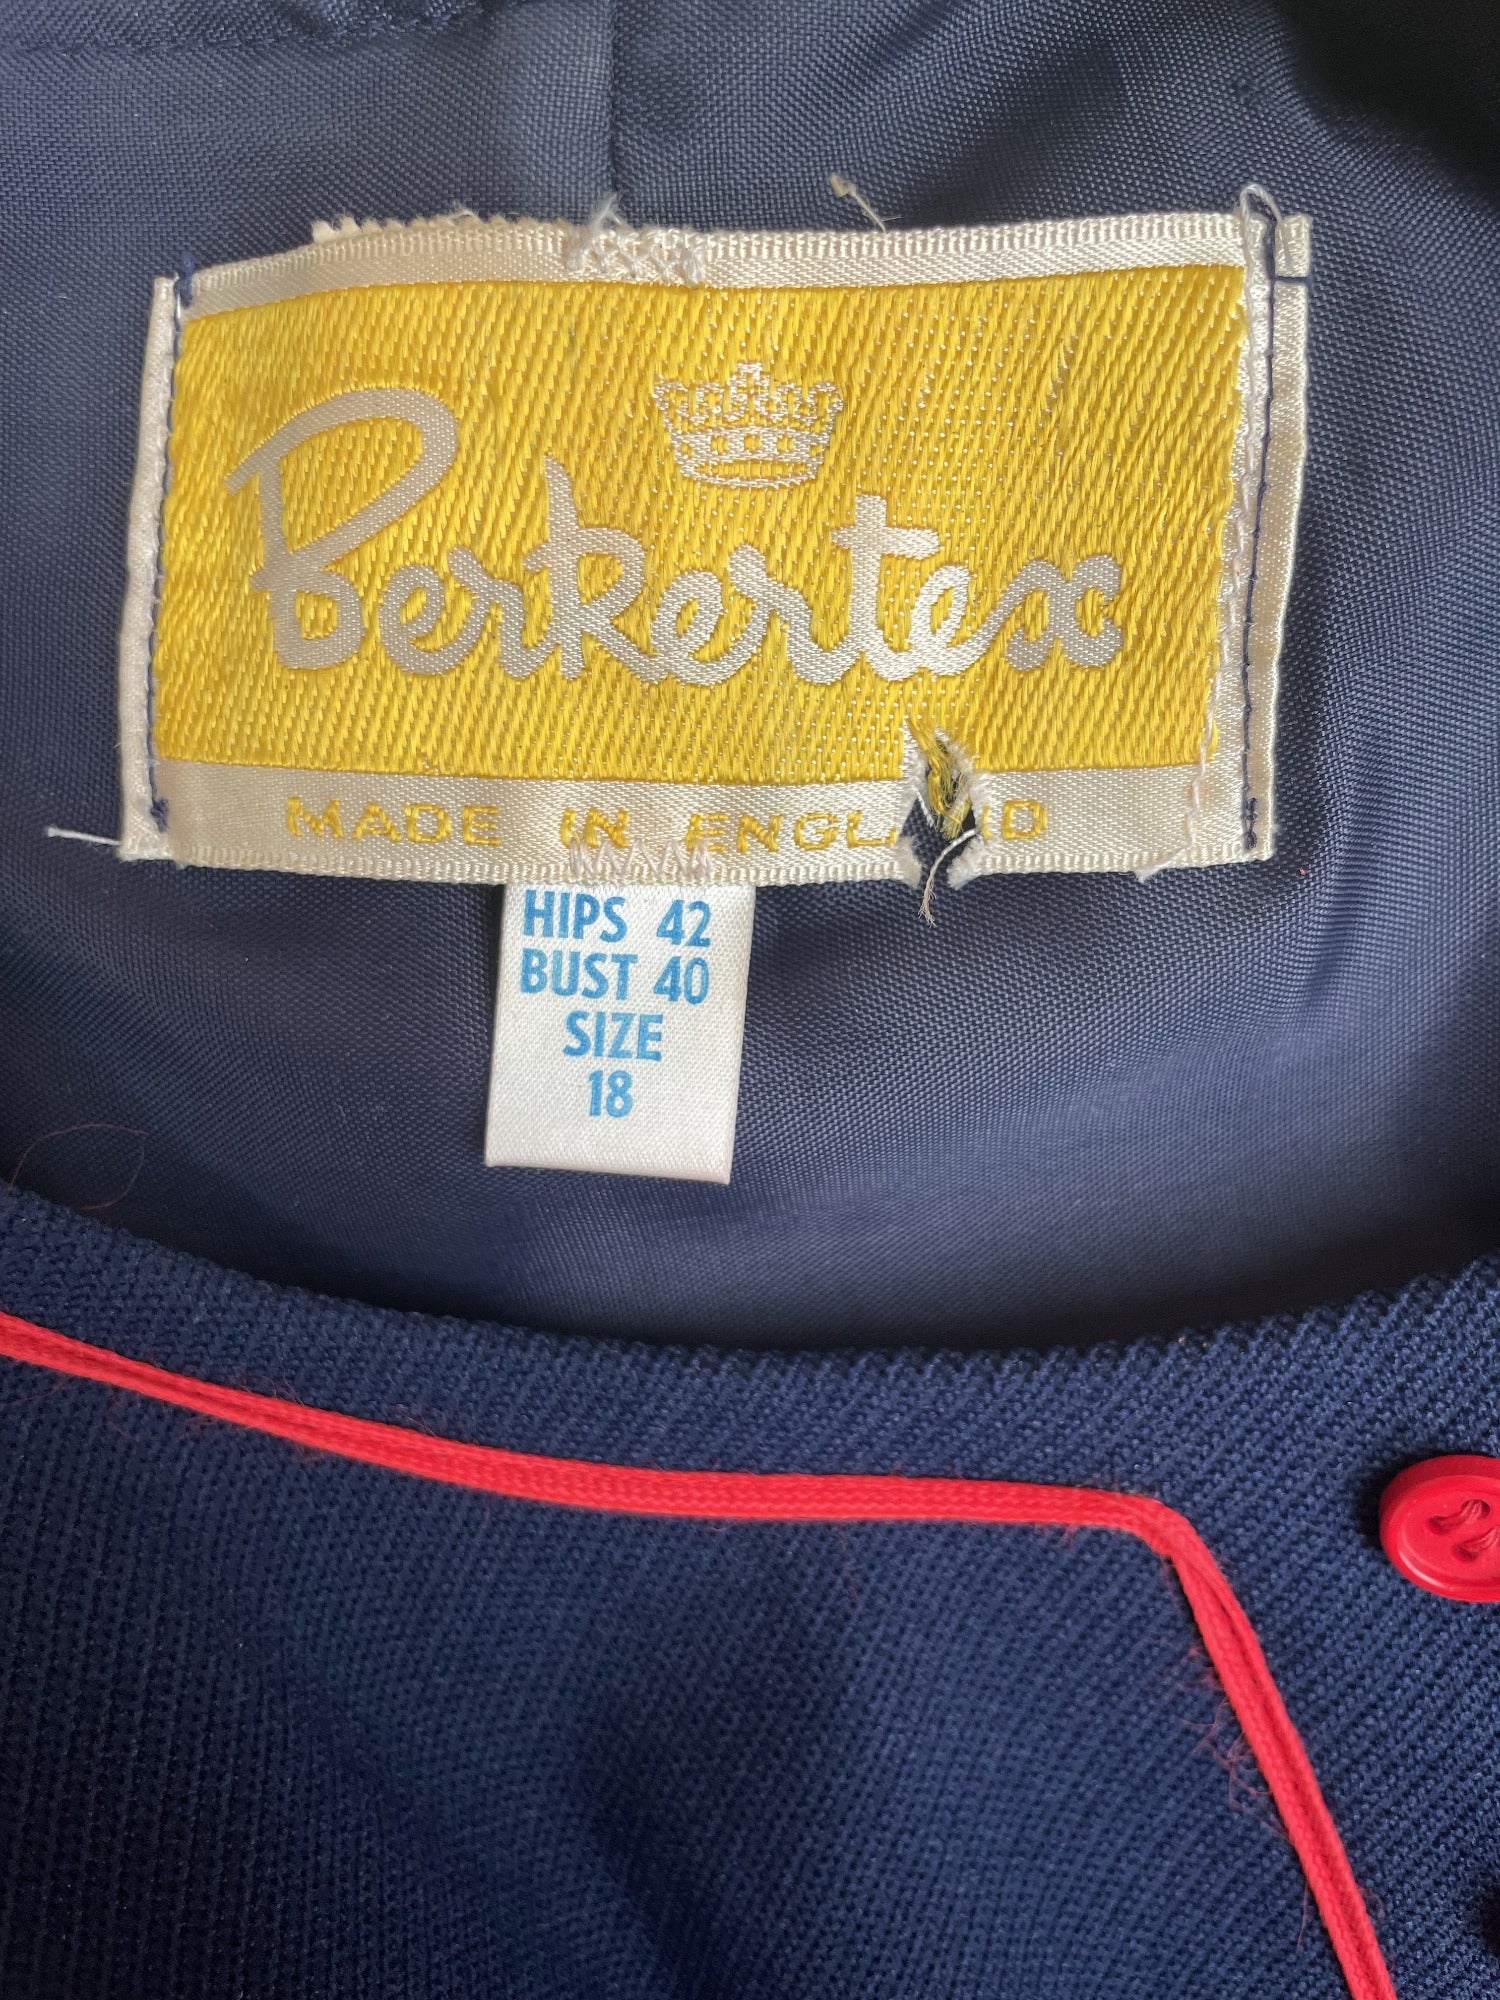 Berkertex
MADE IN ENGLAND
HIPS 42
BUST 40
SIZE
18